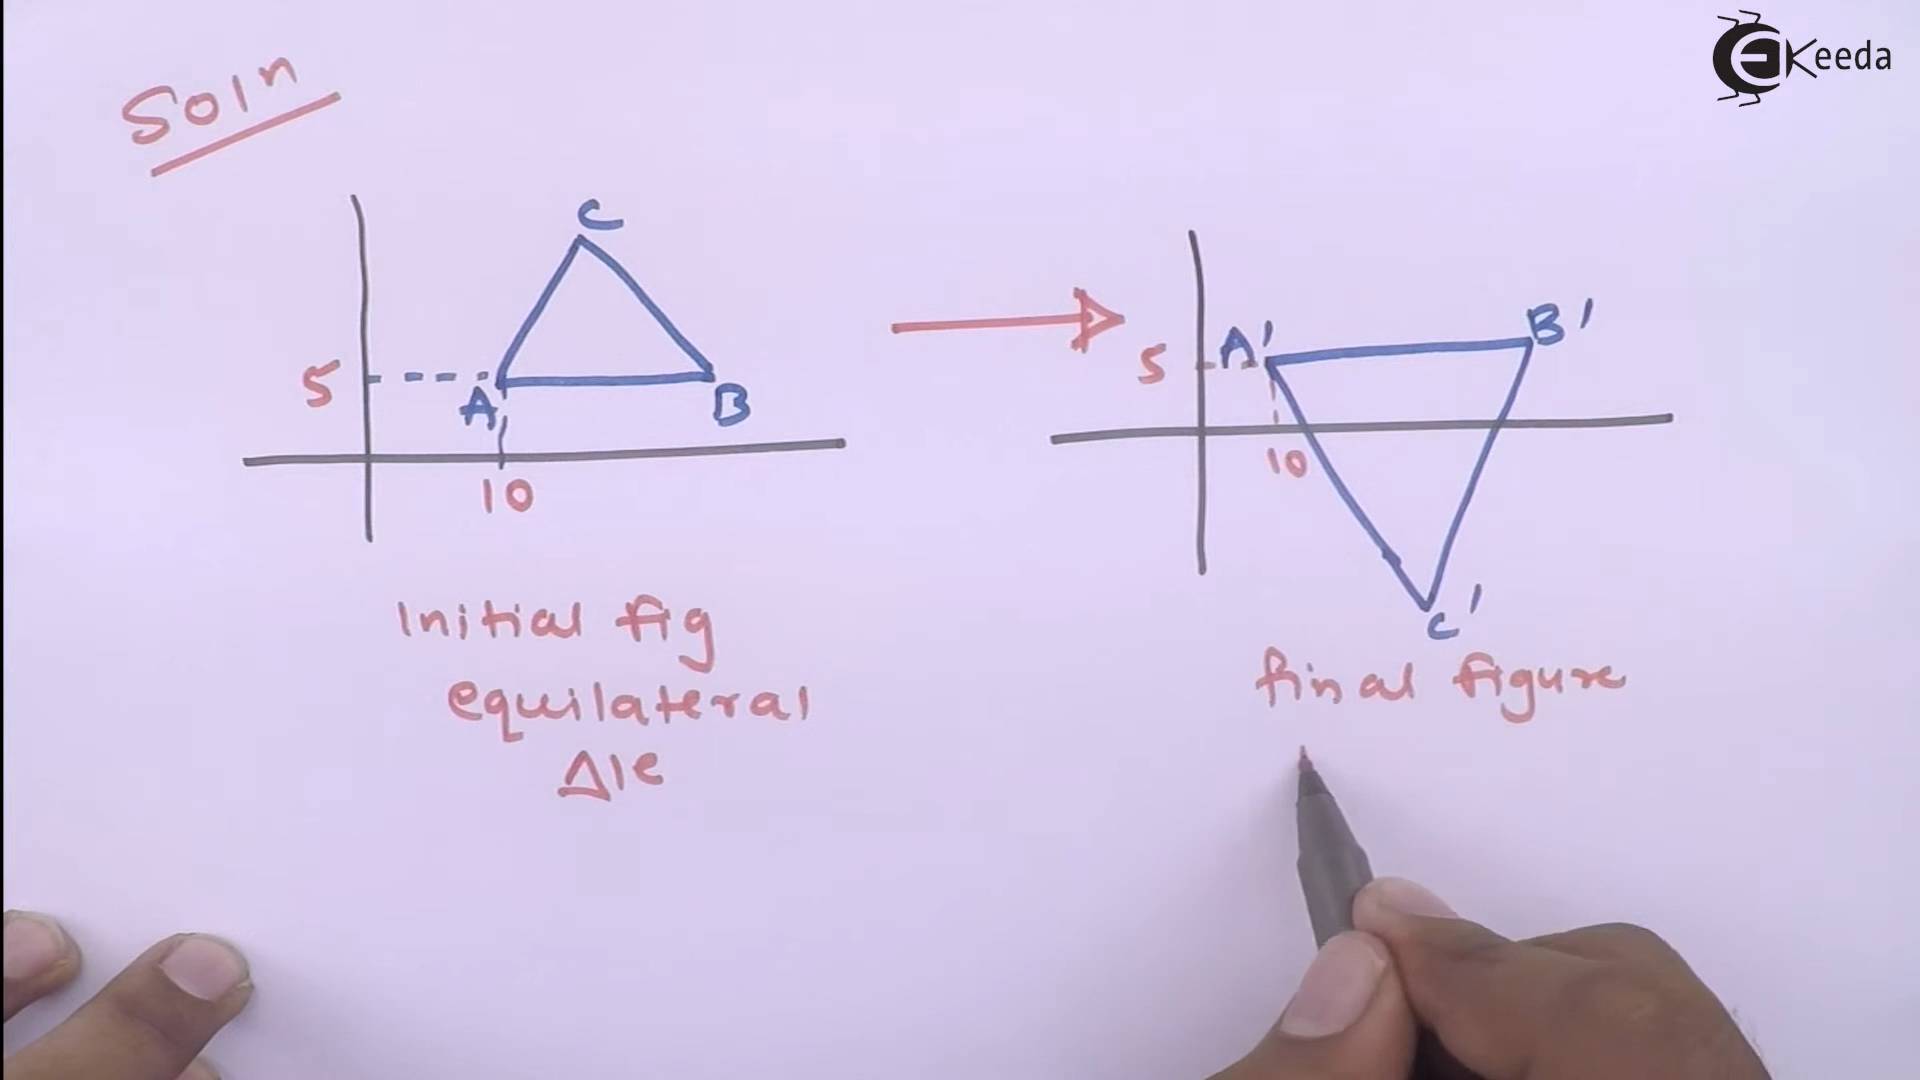 Soln
EKeeda
C
5
A
B
10
Initial fig
equilateral
Δle
5
A'
B'
10
C'
final figure